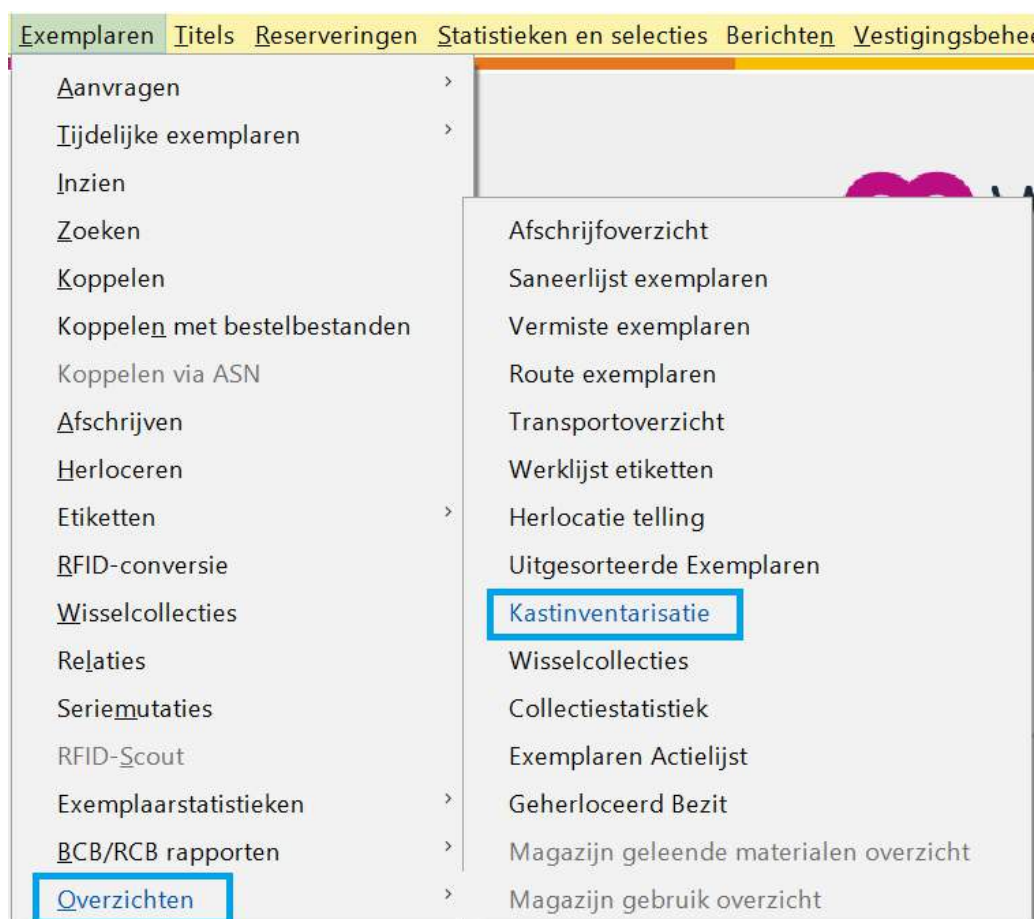 Exemplaren Titels Reserveringen Statistieken en selecties Berichten
Aanvragen
Tijdelijke exemplaren
Inzien
Zoeken
Koppelen
Koppelen met bestelbestanden
Koppelen via ASN
Afschrijven
Herloceren
Etiketten
RFID-conversie
Wisselcollecties
Relaties
Seriemutaties
RFID-Scout
Exemplaarstatistieken
BCB/RCB rapporten
Overzichten
Afschrijfoverzicht
Saneerlijst exemplaren
Vermiste exemplaren
Route exemplaren
Transportoverzicht
Werklijst etiketten
Herlocatie telling
Uitgesorteerde Exemplaren
Kastinventarisatie
Wisselcollecties
Collectiestatistiek
Exemplaren Actielijst
Geherloceerd Bezit
Magazijn geleende materialen overzicht
Magazijn gebruik overzicht